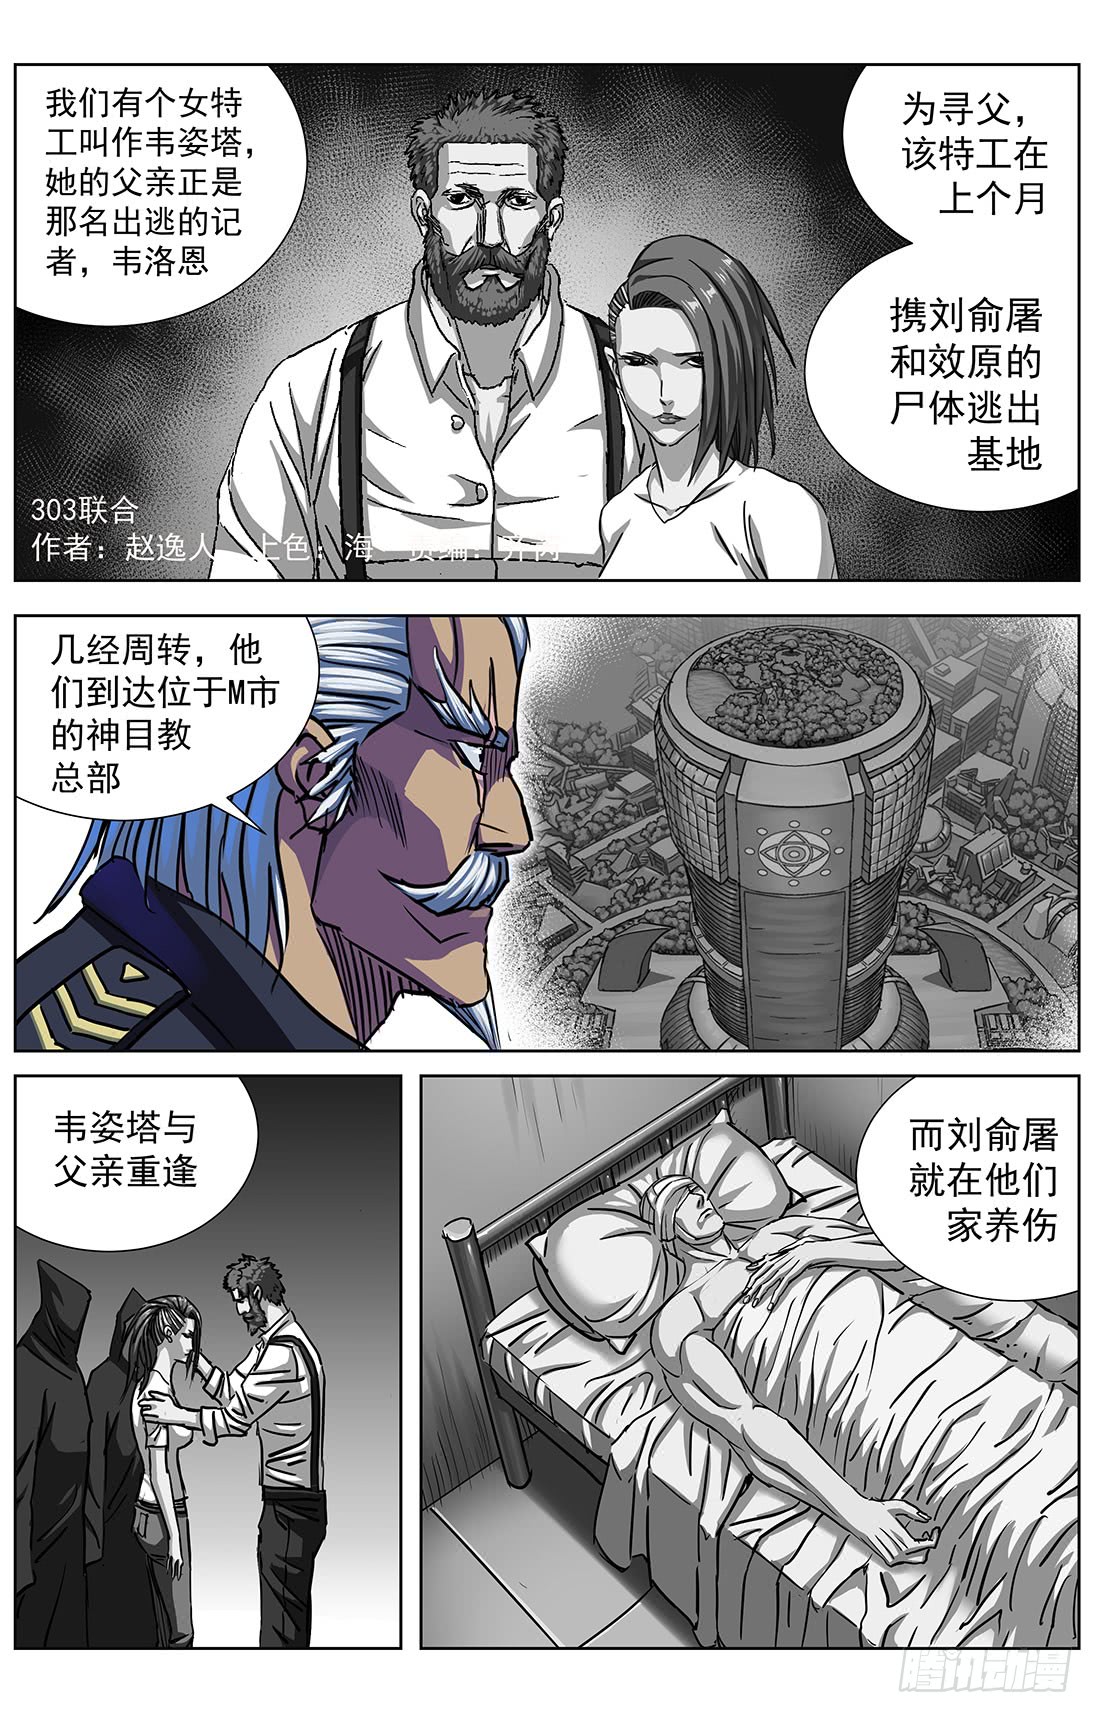 我们有个女特
工叫作韦姿塔，
她的父亲正是
那名出逃的记
者，韦洛恩
为寻父，
该特工在
上个月
携刘俞屠
和效原的
尸体逃出
基地
303联合
作者：赵逸人 上色：海 责编：
几经周转，他
们到达位于M市
的神目教
总部
韦姿塔与
父亲重逢
而刘俞屠
就在他们
家养伤
腾讯动漫